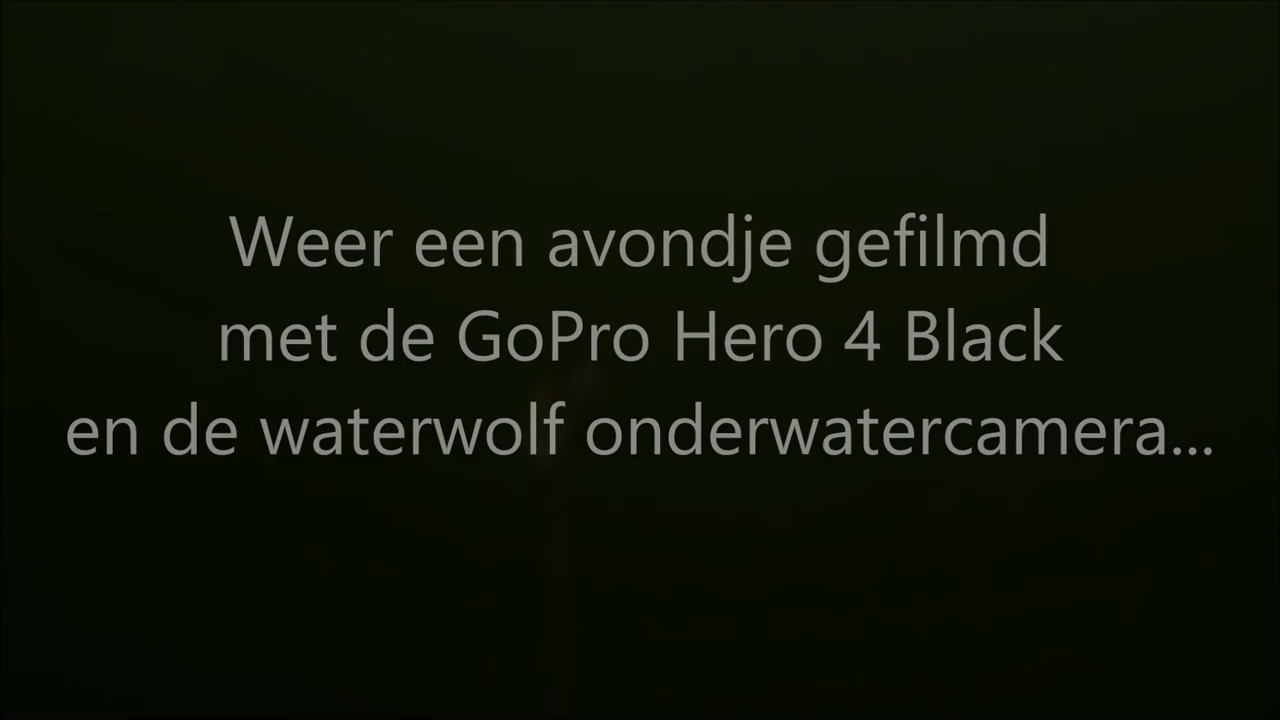 Weer een avondje gefilmd
met de GoPro Hero 4 Black
en de waterwolf onderwatercamera...